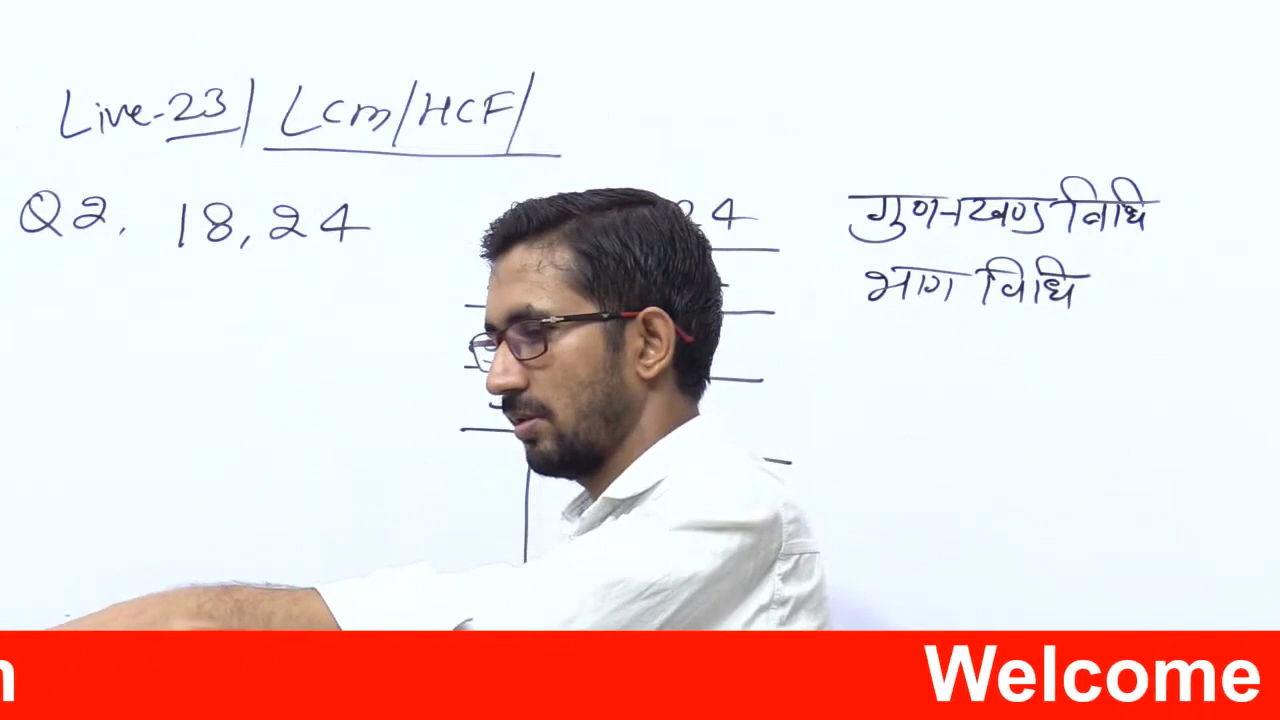 Live-23/ LCM/HCF/
Q2. 18,24
24
गुणनखण्ड विधि
भाग विधि
Welcome